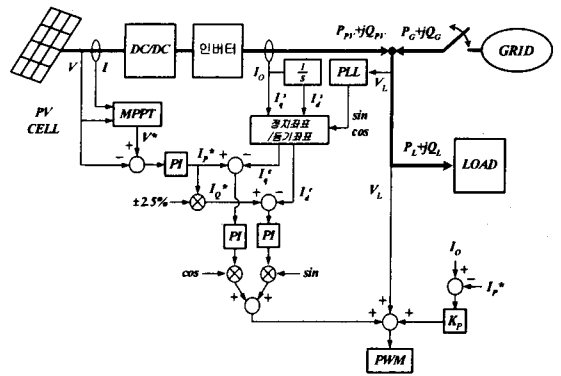 P_PV+jQ_PV
P_G+jQ_G
DC/DC
인버터
GRID
V
I
I_O
1/s
PLL
V_L
PV
CELL
MPPT
I_q^s
I_d^s
sin
cos
정지좌표
/동기좌표
V*
P_L+jQ_L
LOAD
PI
I_P*
I_q^e
I_d^e
±2.5%
I_Q*
V_L
PI
PI
I_O
cos
sin
I_P*
K_P
PWM